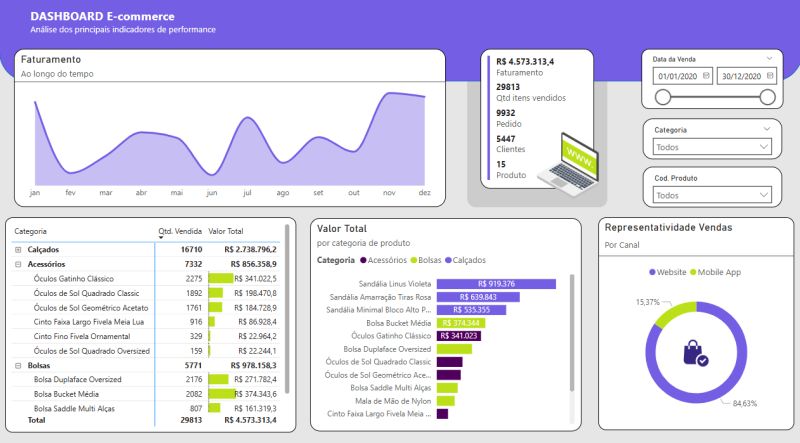 DASHBOARD E-commerce
Análise dos principais indicadores de performance
Faturamento
Ao longo do tempo
jan fev mar abr mai jun jul ago set out nov dez
R$ 4.573.313,4
Faturamento
29813
Qtd itens vendidos
9932
Pedido
5447
Clientes
15
Produto
WWW.
Data da Venda
01/01/2020 30/12/2020
Categoria
Todos
Cod. Produto
Todos
Categoria Qtd. Vendida Valor Total
Calçados 16710 R$ 2.738.796,2
Acessórios 7332 R$ 856.358,9
Óculos Gatinho Clássico 2275 R$ 341.022,5
Óculos de Sol Quadrado Classic 1892 R$ 198.470,8
Óculos de Sol Geométrico Acetato 1761 R$ 184.728,9
Cinto Faixa Largo Fivela Meia Lua 916 R$ 86.928,4
Cinto Fino Fivela Ornamental 329 R$ 22.964,2
Óculos de Sol Quadrado Oversized 159 R$ 22.244,1
Bolsas 5771 R$ 978.158,3
Bolsa Duplaface Oversized 2176 R$ 271.782,4
Bolsa Bucket Média 2082 R$ 374.343,6
Bolsa Saddle Multi Alças 807 R$ 161.319,3
Total 29813 R$ 4.573.313,4
Valor Total
por categoria de produto
Categoria Acessórios Bolsas Calçados
Sandália Linus Violeta R$ 919.376
Sandália Amarração Tiras Rosa R$ 639.843
Sandália Minimal Bloco Alto P... R$ 535.355
Bolsa Bucket Média R$ 374.344
Óculos Gatinho Clássico R$ 341.023
Bolsa Duplaface Oversized
Óculos de Sol Quadrado Classic
Óculos de Sol Geométrico Ace...
Bolsa Saddle Multi Alças
Mala de Mão de Nylon
Cinto Faixa Largo Fivela Meia ...
Representatividade Vendas
Por Canal
Website Mobile App
15,37%
84,63%